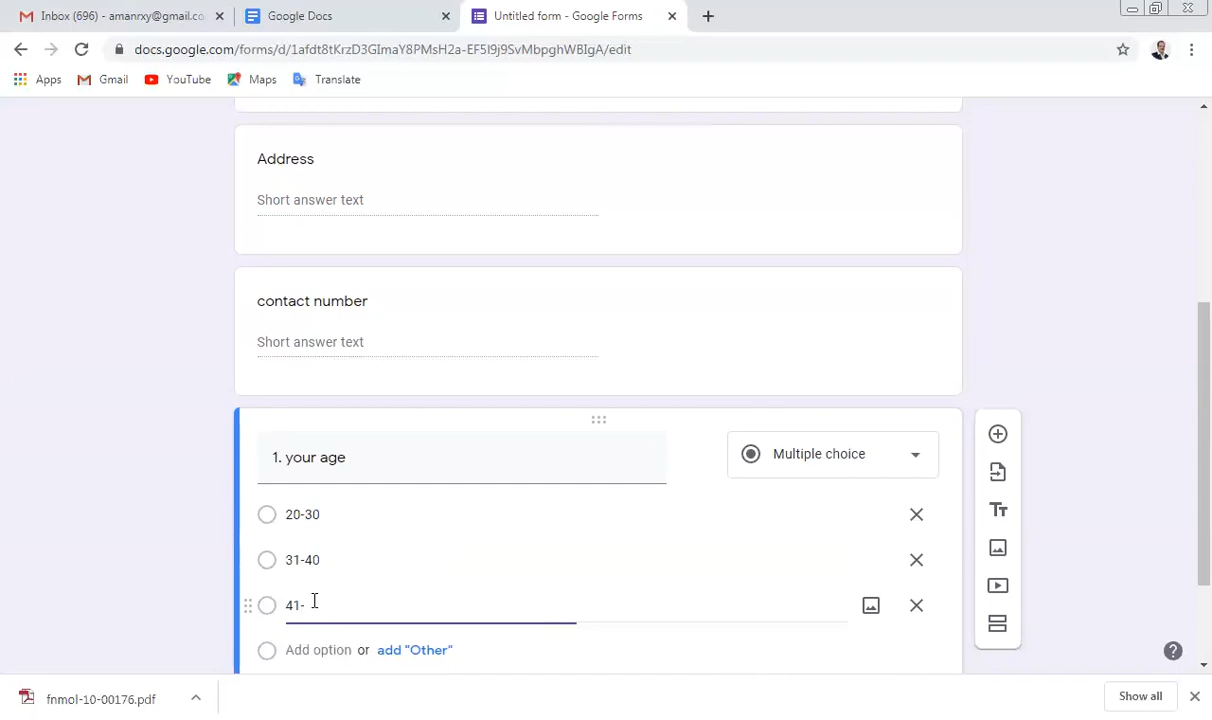 Inbox (696) - amanrxy@gmail.co
Google Docs
Untitled form - Google Forms
docs.google.com/forms/d/1afdt8tKrzD3GImaY8PMsH2a-EF5I9j9SvMbpghWBIgA/edit
Apps
Gmail
YouTube
Maps
Translate
Address
Short answer text
contact number
Short answer text
1. your age
Multiple choice
20-30
31-40
41-
Add option or add "Other"
fnmol-10-00176.pdf
Show all